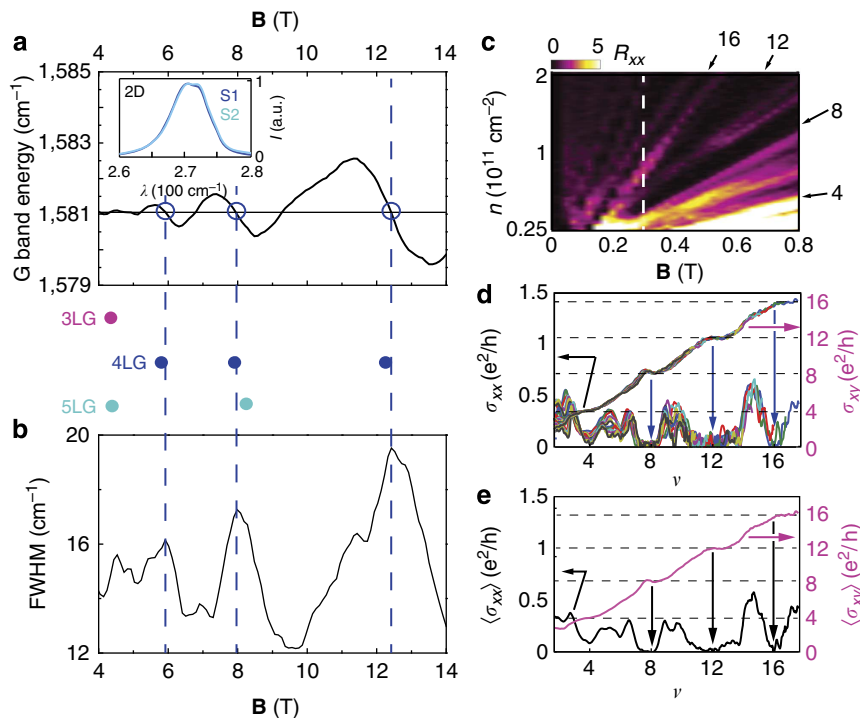 a
B (T)
4 6 8 10 12 14
G band energy (cm⁻¹)
1,585
1,583
1,581
1,579
2D
S1
S2
1
0
I (a.u.)
2.6 2.7 2.8
λ (100 cm⁻¹)
3LG
4LG
5LG
b
FWHM (cm⁻¹)
20
16
12
4 6 8 10 12 14
B (T)
c
0 5 Rxx
16 12
8
4
n (10¹¹ cm⁻²)
2
1
0.25
0 0.2 0.4 0.6 0.8
B (T)
d
σxx (e²/h)
1.5
1
0.5
0
16
12
8
4
0
σxy (e²/h)
4 8 12 16
ν
e
⟨σxx⟩ (e²/h)
1.5
1
0.5
0
16
12
8
4
0
⟨σxy⟩ (e²/h)
4 8 12 16
ν